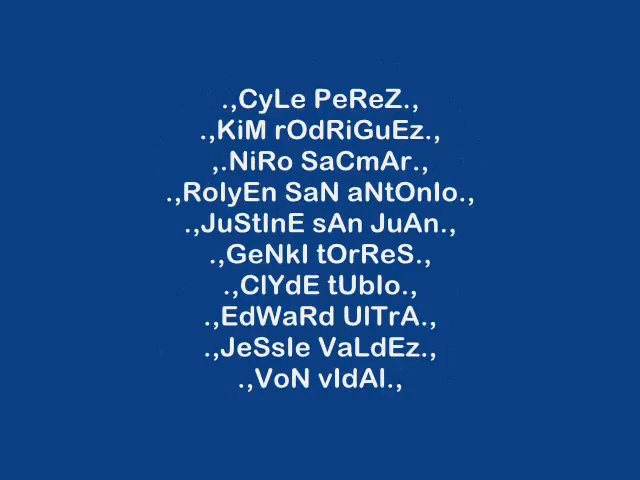 .,CyLe PeReZ.,
.,KiM rOdRiGuEz.,
,.NiRo SaCmAr.,
.,RolyEn SaN aNtOnIo.,
.,JuStInE sAn JuAn.,
.,GeNkI tOrReS.,
.,ClYdE tUbIo.,
.,EdWaRd UlTrA.,
.,JeSsIe VaLdEz.,
.,VoN vIdAl.,